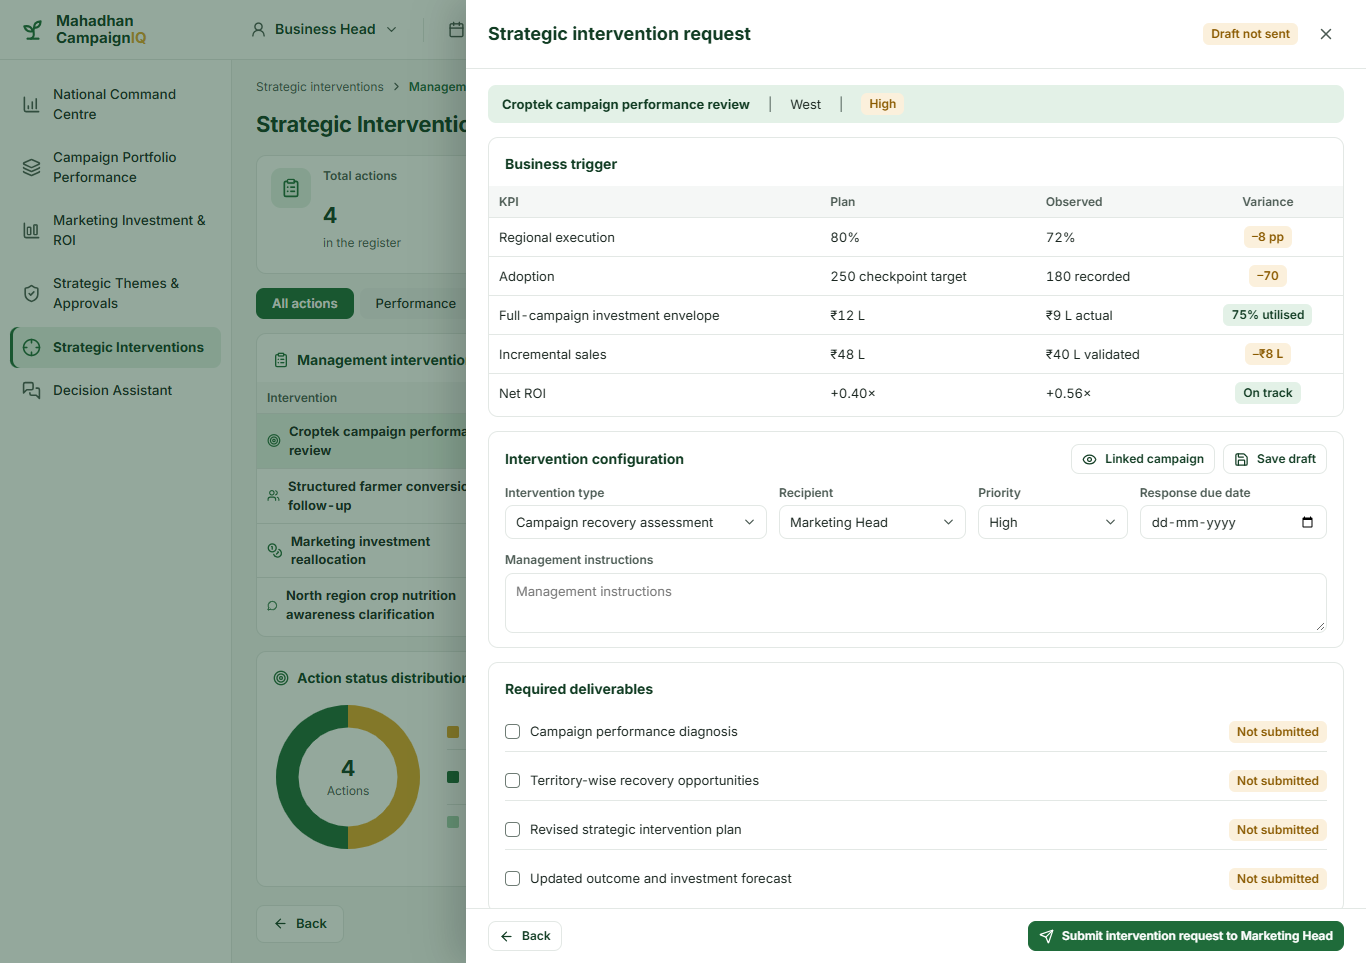 Mahadhan
CampaignIQ
Business Head
National Command
Centre
Campaign Portfolio
Performance
Marketing Investment &
ROI
Strategic Themes &
Approvals
Strategic Interventions
Decision Assistant
Strategic interventions > Managem
Strategic Interventio
Total actions
4
in the register
All actions
Performance
Management interventio
Intervention
Croptek campaign performa
review
Structured farmer conversio
follow-up
Marketing investment
reallocation
North region crop nutrition
awareness clarification
Action status distribution
4
Actions
Back
Strategic intervention request
Draft not sent
Croptek campaign performance review | West | High
Business trigger
KPI Plan Observed Variance
Regional execution 80% 72% −8 pp
Adoption 250 checkpoint target 180 recorded −70
Full-campaign investment envelope ₹12 L ₹9 L actual 75% utilised
Incremental sales ₹48 L ₹40 L validated −₹8 L
Net ROI +0.40× +0.56× On track
Intervention configuration
Linked campaign
Save draft
Intervention type Recipient Priority Response due date
Campaign recovery assessment Marketing Head High dd-mm-yyyy
Management instructions
Management instructions
Required deliverables
Campaign performance diagnosis Not submitted
Territory-wise recovery opportunities Not submitted
Revised strategic intervention plan Not submitted
Updated outcome and investment forecast Not submitted
Back
Submit intervention request to Marketing Head